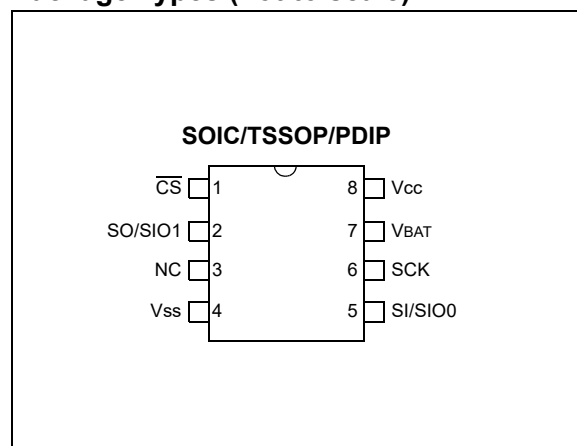 SOIC/TSSOP/PDIP
CS 1 8 Vcc
SO/SIO1 2 7 VBAT
NC 3 6 SCK
Vss 4 5 SI/SIO0